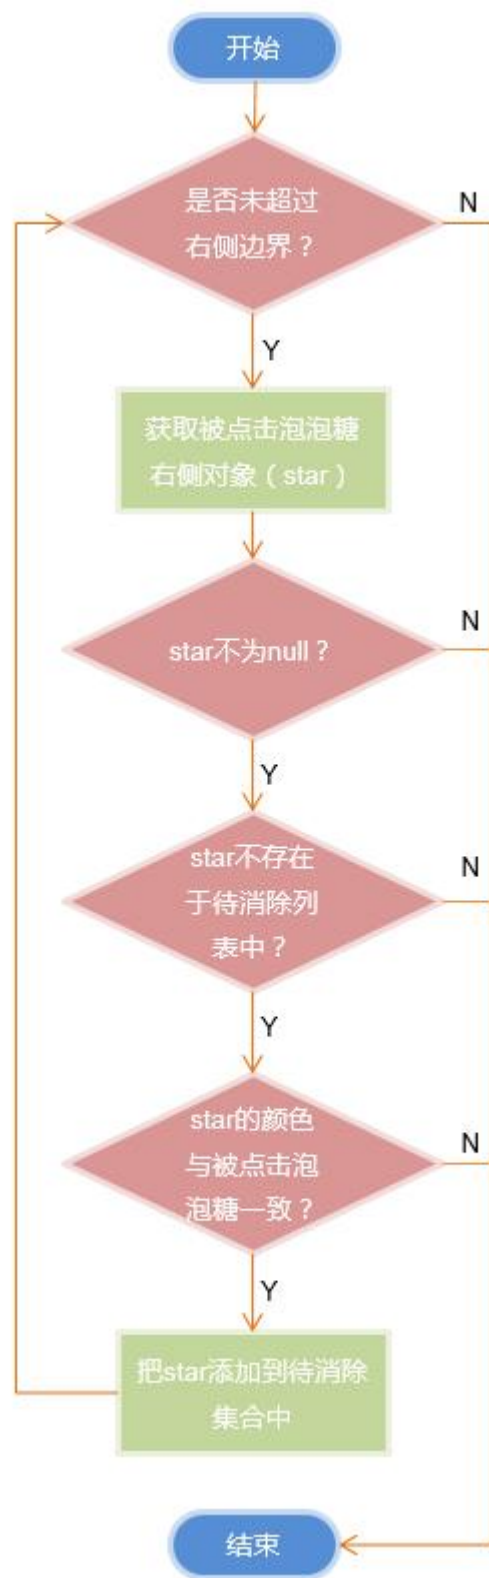 开始
是否未超过
右侧边界？
N
Y
获取被点击泡泡糖
右侧对象（star）
star不为null？
N
Y
star不存在
于待消除列
表中？
N
Y
star的颜色
与被点击泡
泡糖一致？
N
Y
把star添加到待消除
集合中
结束